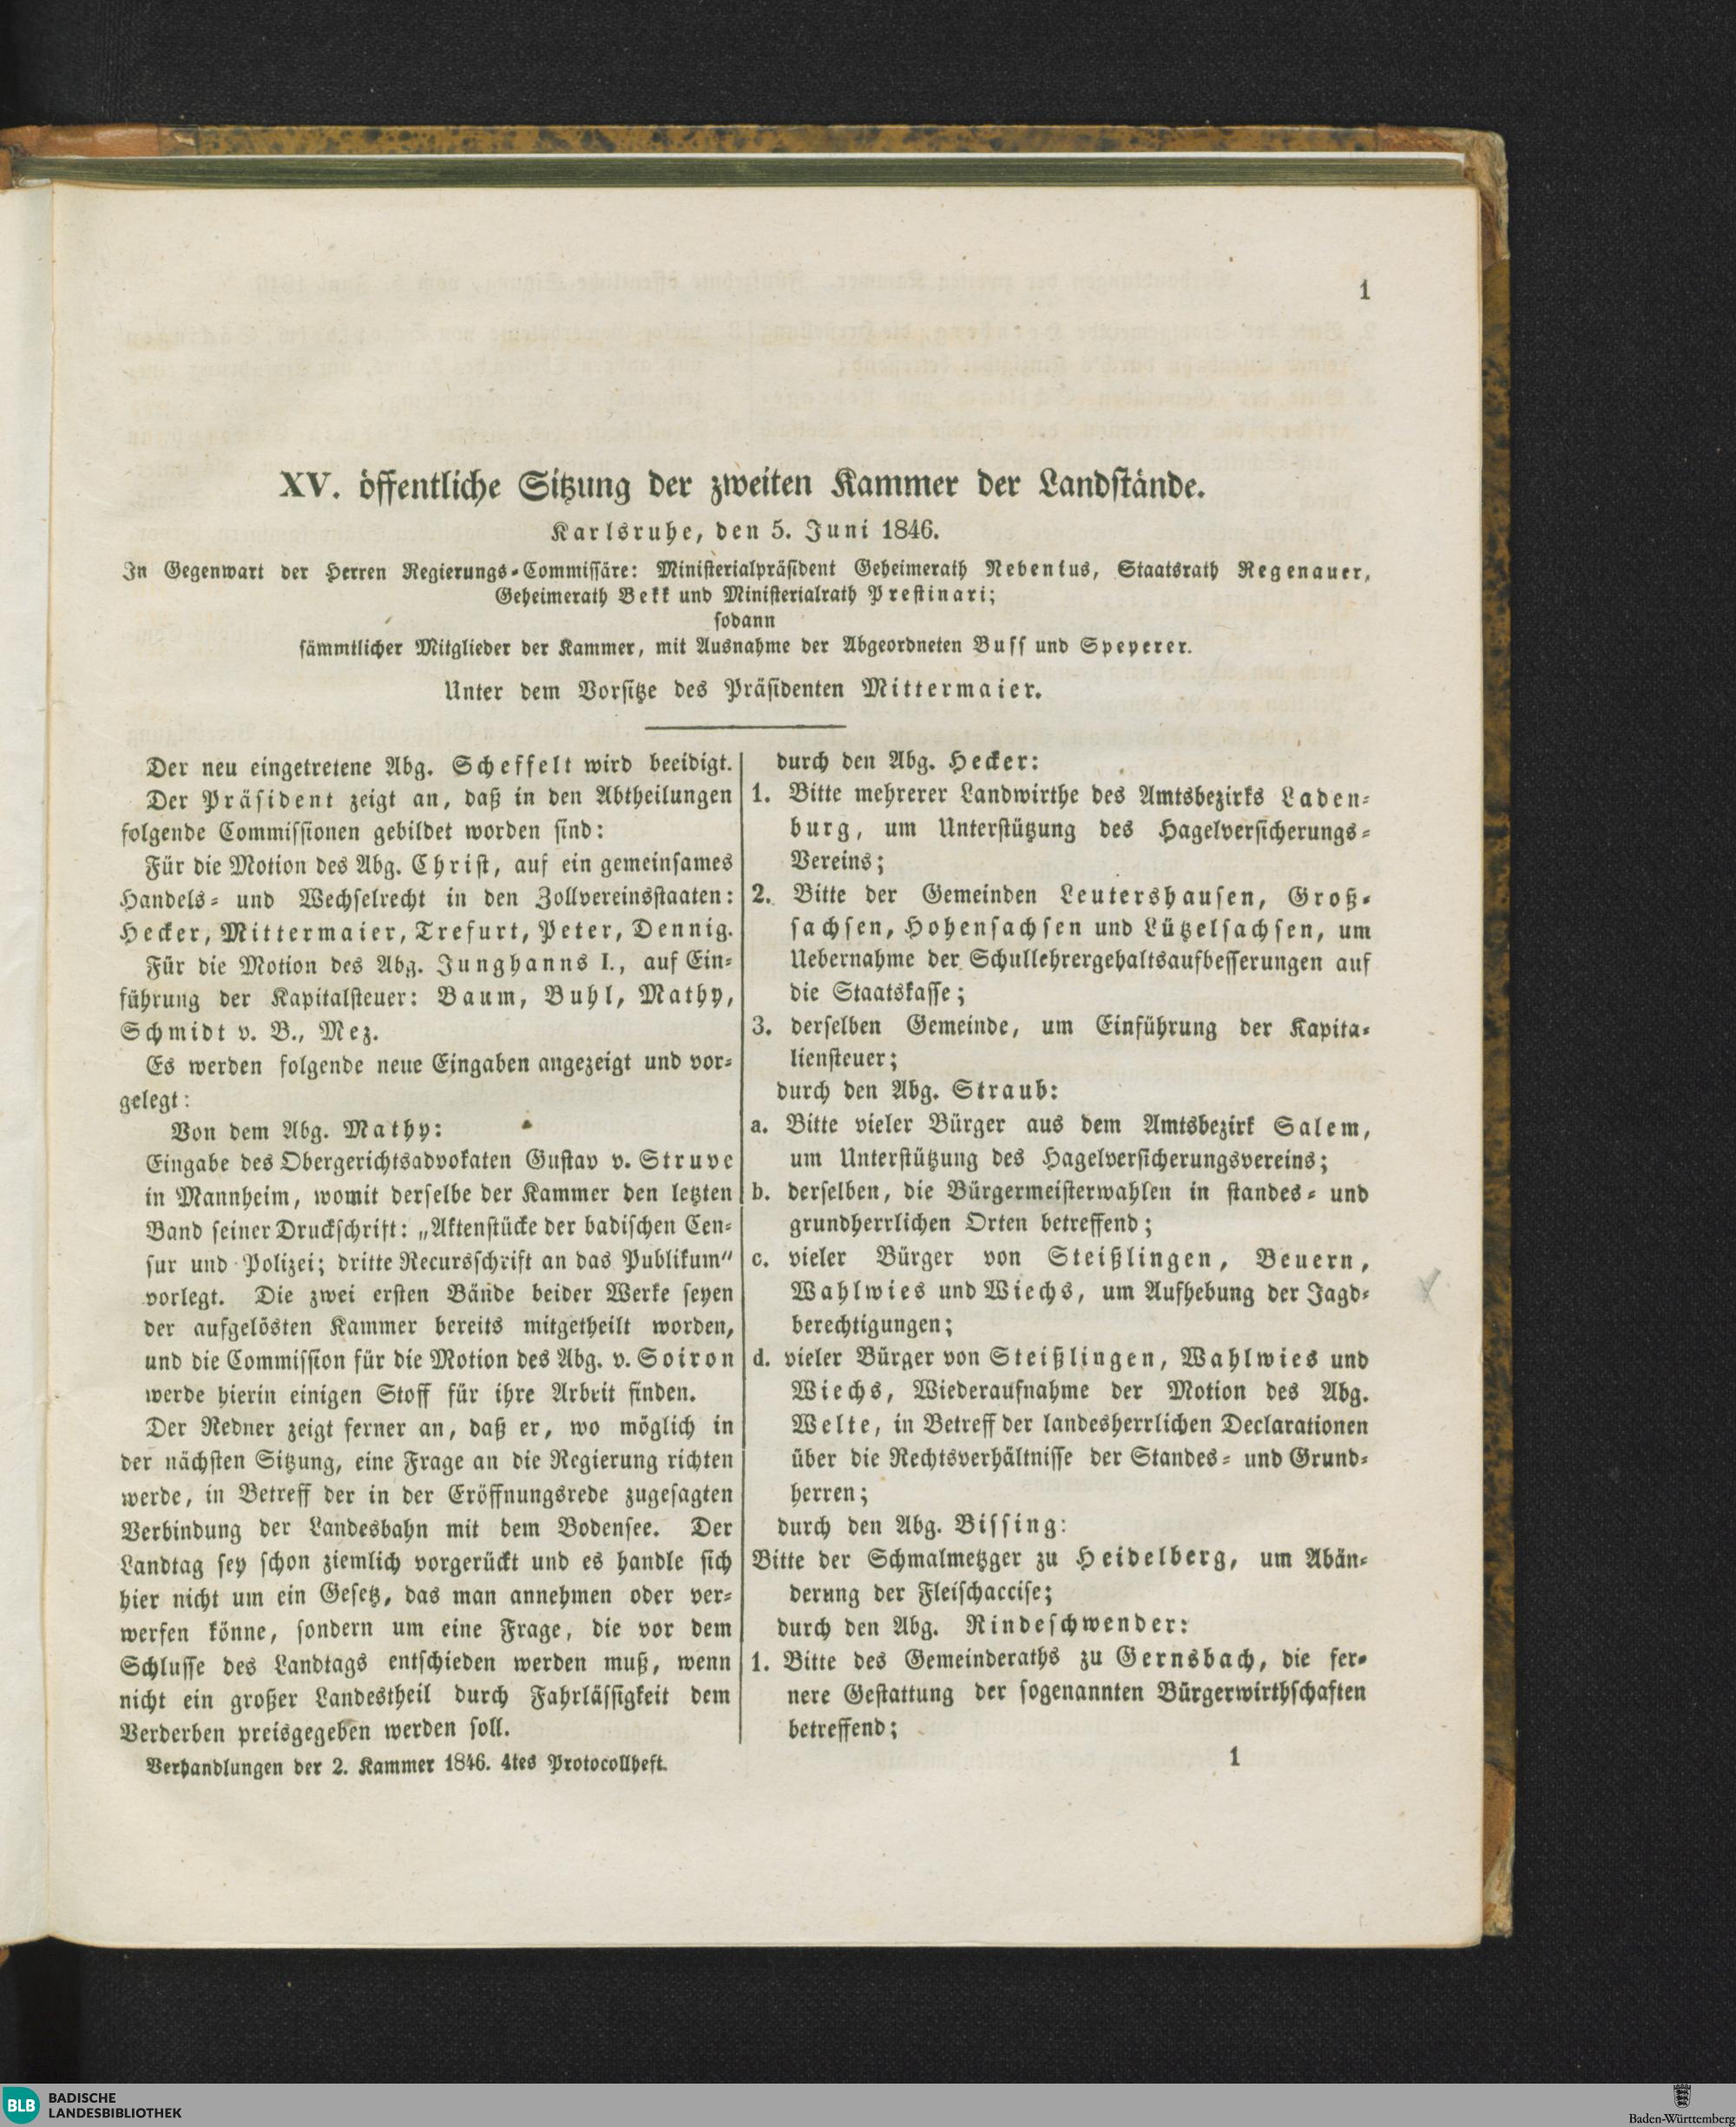 1
XV. öffentliche Sitzung der zweiten Kammer der Landstände.
Karlsruhe, den 5. Juni 1846.
In Gegenwart der Herren Regierungs-Commissäre: Ministerialpräsident Geheimerath Nebenius, Staatsrath Regenauer,
Geheimerath Bekk und Ministerialrath Prestinari;
sodann
sämmtlicher Mitglieder der Kammer, mit Ausnahme der Abgeordneten Buss und Speyerer.
Unter dem Vorsitze des Präsidenten Mittermaier.
Der neu eingetretene Abg. Scheffelt wird beeidigt.
Der Präsident zeigt an, daß in den Abtheilungen
folgende Commissionen gebildet worden sind:
Für die Motion des Abg. Christ, auf ein gemeinsames
Handels- und Wechselrecht in den Zollvereinsstaaten:
Hecker, Mittermaier, Trefurt, Peter, Dennig.
Für die Motion des Abg. Junghanns I., auf Ein-
führung der Kapitalsteuer: Baum, Buhl, Mathy,
Schmidt v. B., Mez.
Es werden folgende neue Eingaben angezeigt und vor-
gelegt:
Von dem Abg. Mathy:
Eingabe des Obergerichtsadvokaten Gustav v. Struve
in Mannheim, womit derselbe der Kammer den letzten
Band seiner Druckschrift: „Aktenstücke der badischen Cen-
sur und Polizei; dritte Recursschrift an das Publikum“
vorlegt. Die zwei ersten Bände beider Werke seyen
der aufgelösten Kammer bereits mitgetheilt worden,
und die Commission für die Motion des Abg. v. Soiron
werde hierin einigen Stoff für ihre Arbeit finden.
Der Redner zeigt ferner an, daß er, wo möglich in
der nächsten Sitzung, eine Frage an die Regierung richten
werde, in Betreff der in der Eröffnungsrede zugesagten
Verbindung der Landesbahn mit dem Bodensee. Der
Landtag sey schon ziemlich vorgerückt und es handle sich
hier nicht um ein Gesetz, das man annehmen oder ver-
werfen könne, sondern um eine Frage, die vor dem
Schlusse des Landtags entschieden werden muß, wenn
nicht ein großer Landestheil durch Fahrlässigkeit dem
Verderben preisgegeben werden soll.
Verhandlungen der 2. Kammer 1846. 4tes Protocollheft.
durch den Abg. Hecker:
1. Bitte mehrerer Landwirthe des Amtsbezirks Laden-
burg, um Unterstützung des Hagelversicherungs-
Vereins;
2. Bitte der Gemeinden Leutershausen, Groß-
sachsen, Hohensachsen und Lützelsachsen, um
Uebernahme der Schullehrergehaltsaufbesserungen auf
die Staatskasse;
3. derselben Gemeinde, um Einführung der Kapita-
liensteuer;
durch den Abg. Straub:
a. Bitte vieler Bürger aus dem Amtsbezirk Salem,
um Unterstützung des Hagelversicherungsvereins;
b. derselben, die Bürgermeisterwahlen in standes- und
grundherrlichen Orten betreffend;
c. vieler Bürger von Steißlingen, Beuern,
Wahlwies und Wiechs, um Aufhebung der Jagd-
berechtigungen;
d. vieler Bürger von Steißlingen, Wahlwies und
Wiechs, Wiederaufnahme der Motion des Abg.
Welte, in Betreff der landesherrlichen Declarationen
über die Rechtsverhältnisse der Standes- und Grund-
herren;
durch den Abg. Bissing:
Bitte der Schmalmetzger zu Heidelberg, um Abän-
derung der Fleischaccise;
durch den Abg. Rindeschwender:
1. Bitte des Gemeinderaths zu Gernsbach, die fer-
nere Gestattung der sogenannten Bürgerwirthschaften
betreffend;
1
BLB BADISCHE
LANDESBIBLIOTHEK
Baden-Württemberg